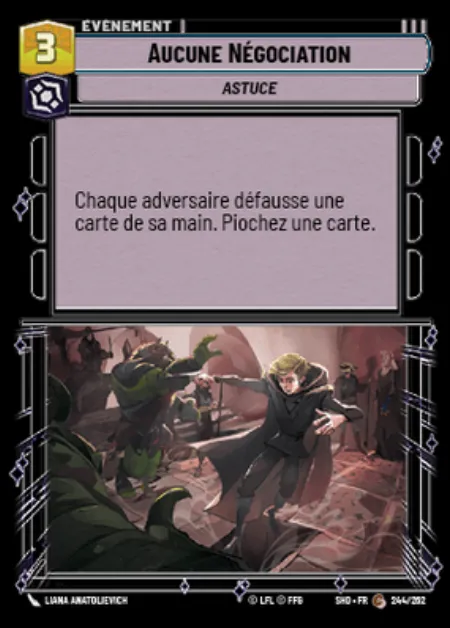 ÉVÉNEMENT
3
AUCUNE NÉGOCIATION
ASTUCE
Chaque adversaire défausse une
carte de sa main. Piochez une carte.
LIANA ANATOLIEVICH
© LFL © FFG
SHD • FR
244/262